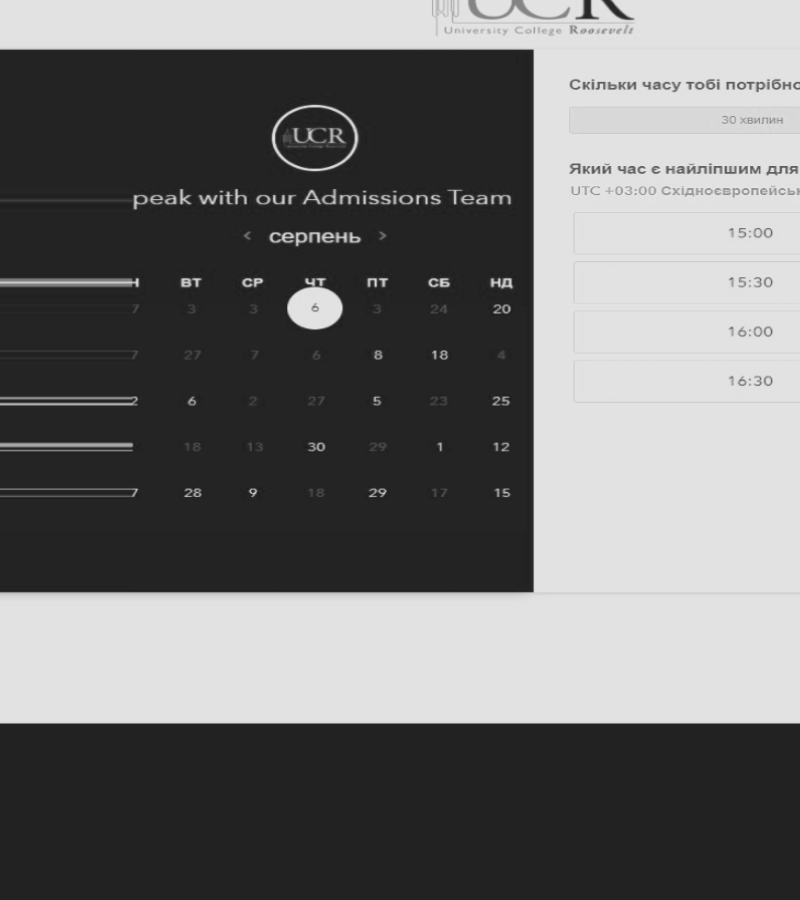 UCR
University College Roosevelt
UCR
peak with our Admissions Team
< серпень >
ВТ СР ЧТ ПТ СБ НД
7 3 3 6 3 24 20
7 27 7 6 8 18 4
2 6 2 27 5 23 25
18 13 30 29 1 12
7 28 9 18 29 17 15
Скільки часу тобі потрібно
30 хвилин
Який час є найліпшим для
UTC +03:00 Східноєвропейськ
15:00
15:30
16:00
16:30